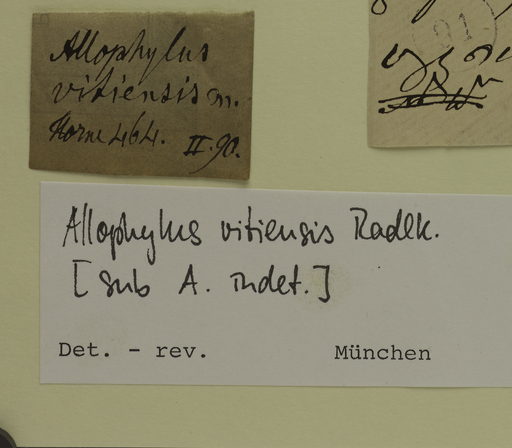 Allophylus
vitiensis m.
Horne 464. II.90.
Allophylus vitiensis Radlk.
[sub A. indet.]
Det. - rev. München